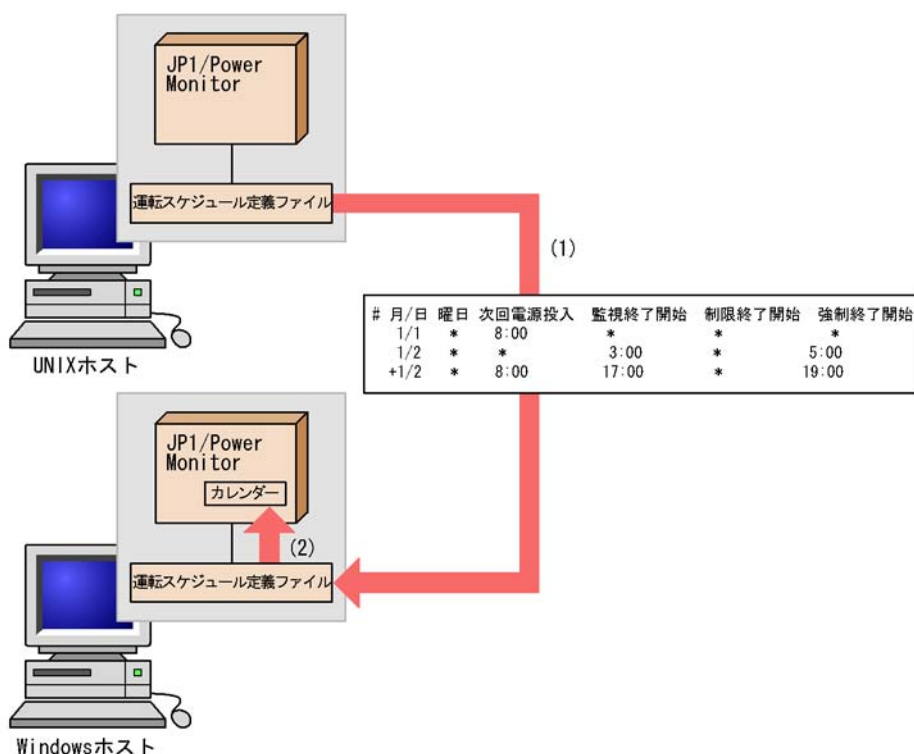 JP1/Power
Monitor
運転スケジュール定義ファイル
UNIXホスト
(1)
# 月/日 曜日 次回電源投入 監視終了開始 制限終了開始 強制終了開始
1/1 * 8:00 * * *
1/2 * * 3:00 * 5:00
+1/2 * 8:00 17:00 * 19:00
JP1/Power
Monitor
カレンダー
(2)
運転スケジュール定義ファイル
Windowsホスト